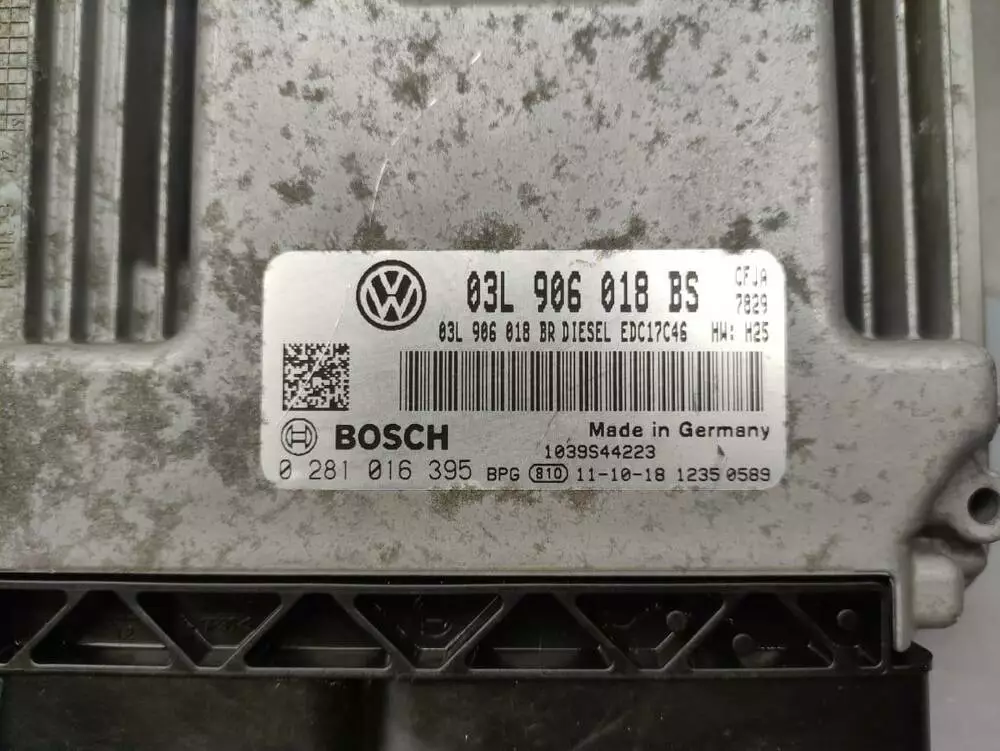 03L 906 018 BS
CFJA
7829
03L 906 018 BR DIESEL EDC17C46 HW: H25
BOSCH
Made in Germany
1039S44223
0 281 016 395 BPG 810 11-10-18 1235 0589